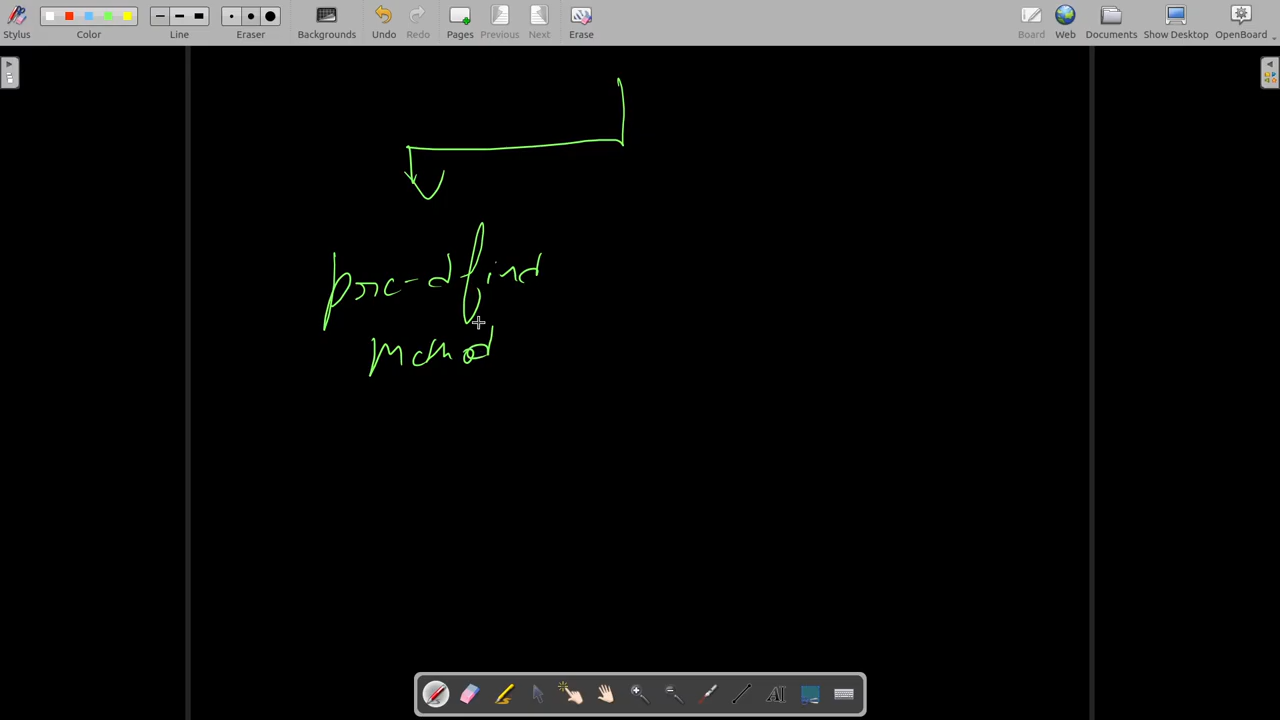 Stylus
Color
Line
Eraser
Backgrounds
Undo
Redo
Pages
Previous
Next
Erase
Board
Web
Documents
Show Desktop
OpenBoard
pre-dfind
Method
AI